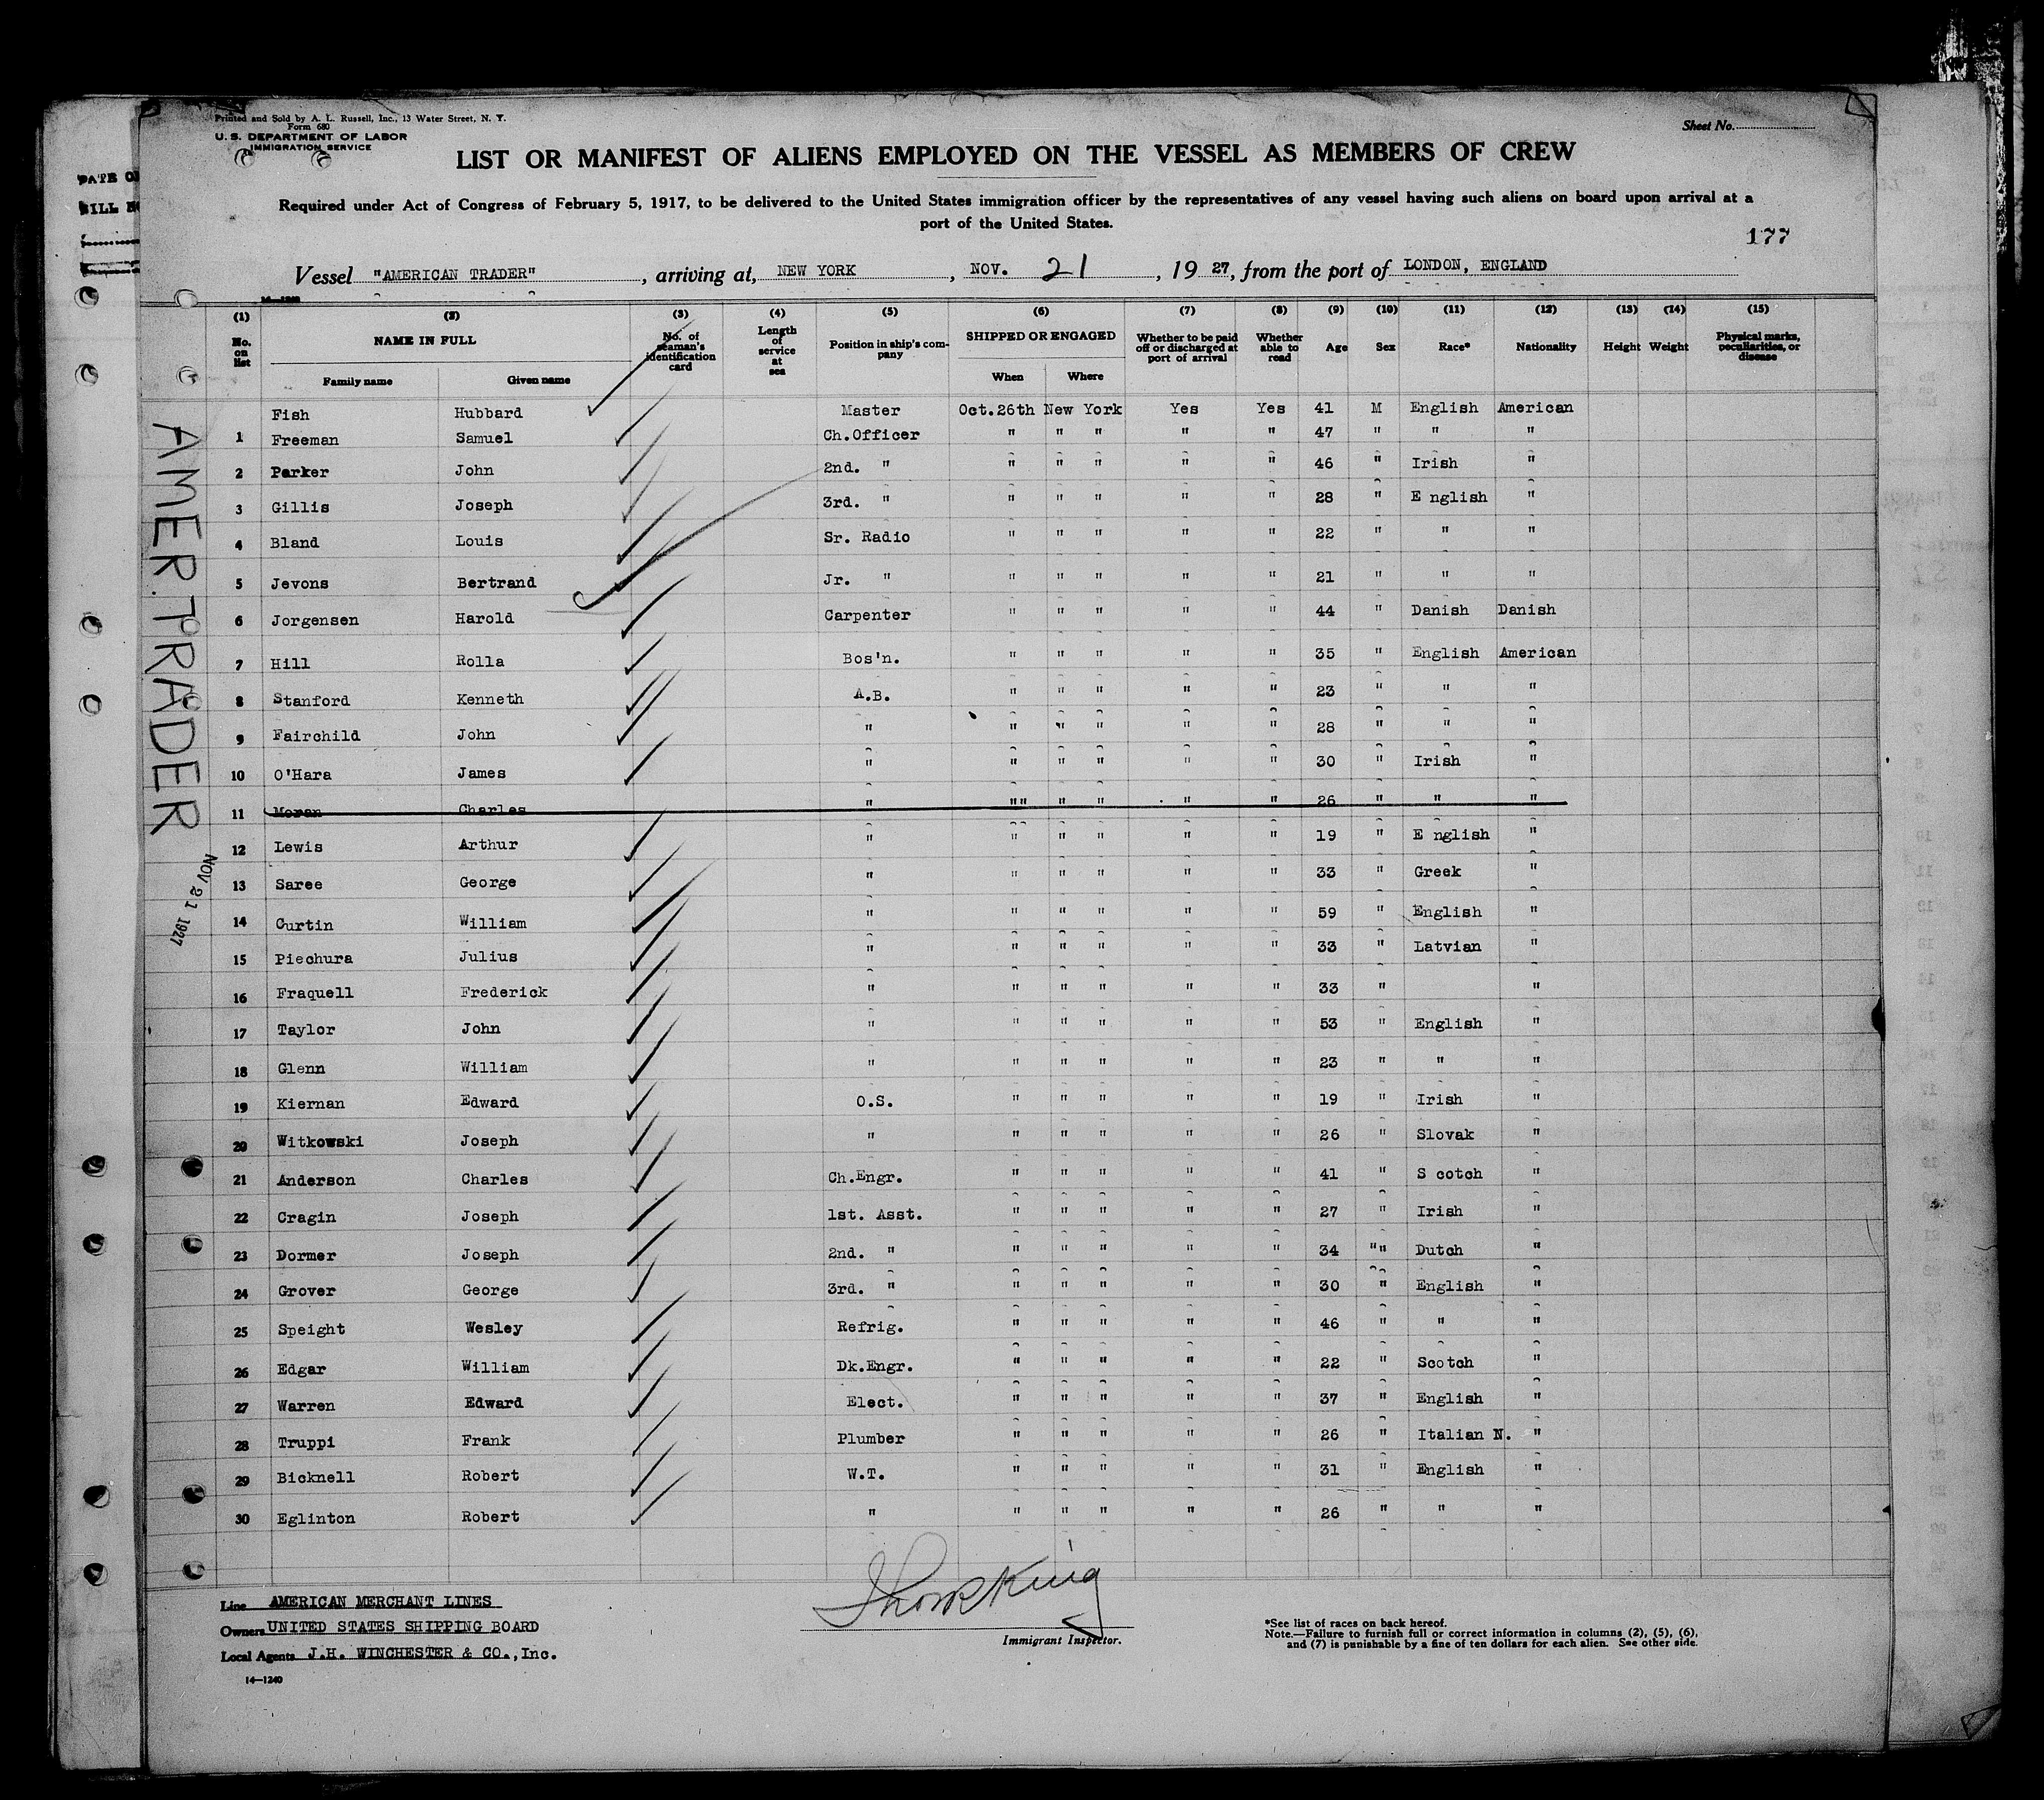 Printed and Sold by A. L. Russell, Inc., 13 Water Street, N. Y.
Form 680
U. S. DEPARTMENT OF LABOR
IMMIGRATION SERVICE
Sheet No.
LIST OR MANIFEST OF ALIENS EMPLOYED ON THE VESSEL AS MEMBERS OF CREW
Required under Act of Congress of February 5, 1917, to be delivered to the United States immigration officer by the representatives of any vessel having such aliens on board upon arrival at a
port of the United States.
177
Vessel "AMERICAN TRADER", arriving at, NEW YORK, NOV. 21, 19 27, from the port of LONDON, ENGLAND
(1) (2) (3) (4) (5) (6) (7) (8) (9) (10) (11) (12) (13) (14) (15)
No. on list NAME IN FULL Family name Given name No. of seaman's identification card Length of service at sea Position in ship's company SHIPPED OR ENGAGED When Where Whether to be paid off or discharged at port of arrival Whether able to read Age Sex Race* Nationality Height Weight Physical marks, peculiarities, or disease
Fish Hubbard Master Oct.26th New York Yes Yes 41 M English American
1 Freeman Samuel Ch.Officer " " " " " 47 " " "
2 Parker John 2nd. " " " " " " 46 " Irish "
3 Gillis Joseph 3rd. " " " " " " 28 " E nglish "
4 Bland Louis Sr. Radio " " " " " 22 " " "
5 Jevons Bertrand Jr. " " " " " " 21 " " "
6 Jorgensen Harold Carpenter " " " " " 44 " Danish Danish
7 Hill Rolla Bos'n. " " " " " 35 " English American
8 Stanford Kenneth A.B. " " " " " 23 " " "
9 Fairchild John " " " " " " 28 " " "
10 O'Hara James " " " " " " 30 " Irish "
11 Moran Charles " "" " " " " 26 " " "
12 Lewis Arthur " " " " " " 19 " E nglish "
13 Saree George " " " " " " 33 " Greek "
14 Curtin William " " " " " " 59 " English "
15 Piechura Julius " " " " " " 33 " Latvian "
16 Fraquell Frederick " " " " " " 33 " "
17 Taylor John " " " " " " 53 " English "
18 Glenn William " " " " " " 23 " " "
19 Kiernan Edward O.S. " " " " " 19 " Irish "
20 Witkowski Joseph " " " " " " 26 " Slovak "
21 Anderson Charles Ch.Engr. " " " " " 41 " S cotch "
22 Cragin Joseph 1st. Asst. " " " " " 27 " Irish "
23 Dormer Joseph 2nd. " " " " " " 34 "" Dutch "
24 Grover George 3rd. " " " " " " 30 " English "
25 Speight Wesley Refrig. " " " " " 46 " " "
26 Edgar William Dk.Engr. " " " " " 22 " Scotch "
27 Warren Edward Elect. " " " " " 37 " English "
28 Truppi Frank Plumber " " " " " 26 " Italian N. "
29 Bicknell Robert W.T. " " " " " 31 " English "
30 Eglinton Robert " " " " " " 26 " " "
AMER. TRADER
NOV 21 1927
Line AMERICAN MERCHANT LINES
Owners UNITED STATES SHIPPING BOARD
Local Agents J.H. WINCHESTER & CO., Inc.
14—1240
Immigrant Inspector.
*See list of races on back hereof.
Note.—Failure to furnish full or correct information in columns (2), (5), (6),
and (7) is punishable by a fine of ten dollars for each alien. See other side.